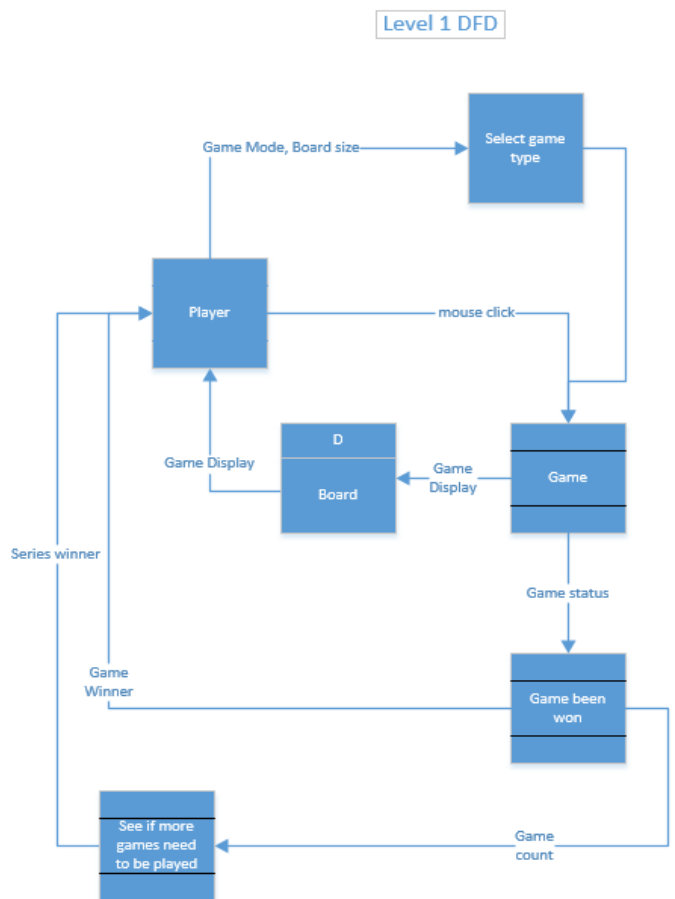 Level 1 DFD
Select game
type
Game Mode, Board size
Player
mouse click
D
Board
Game Display
Game
Display
Game
Series winner
Game status
Game
Winner
Game been
won
See if more
games need
to be played
Game
count